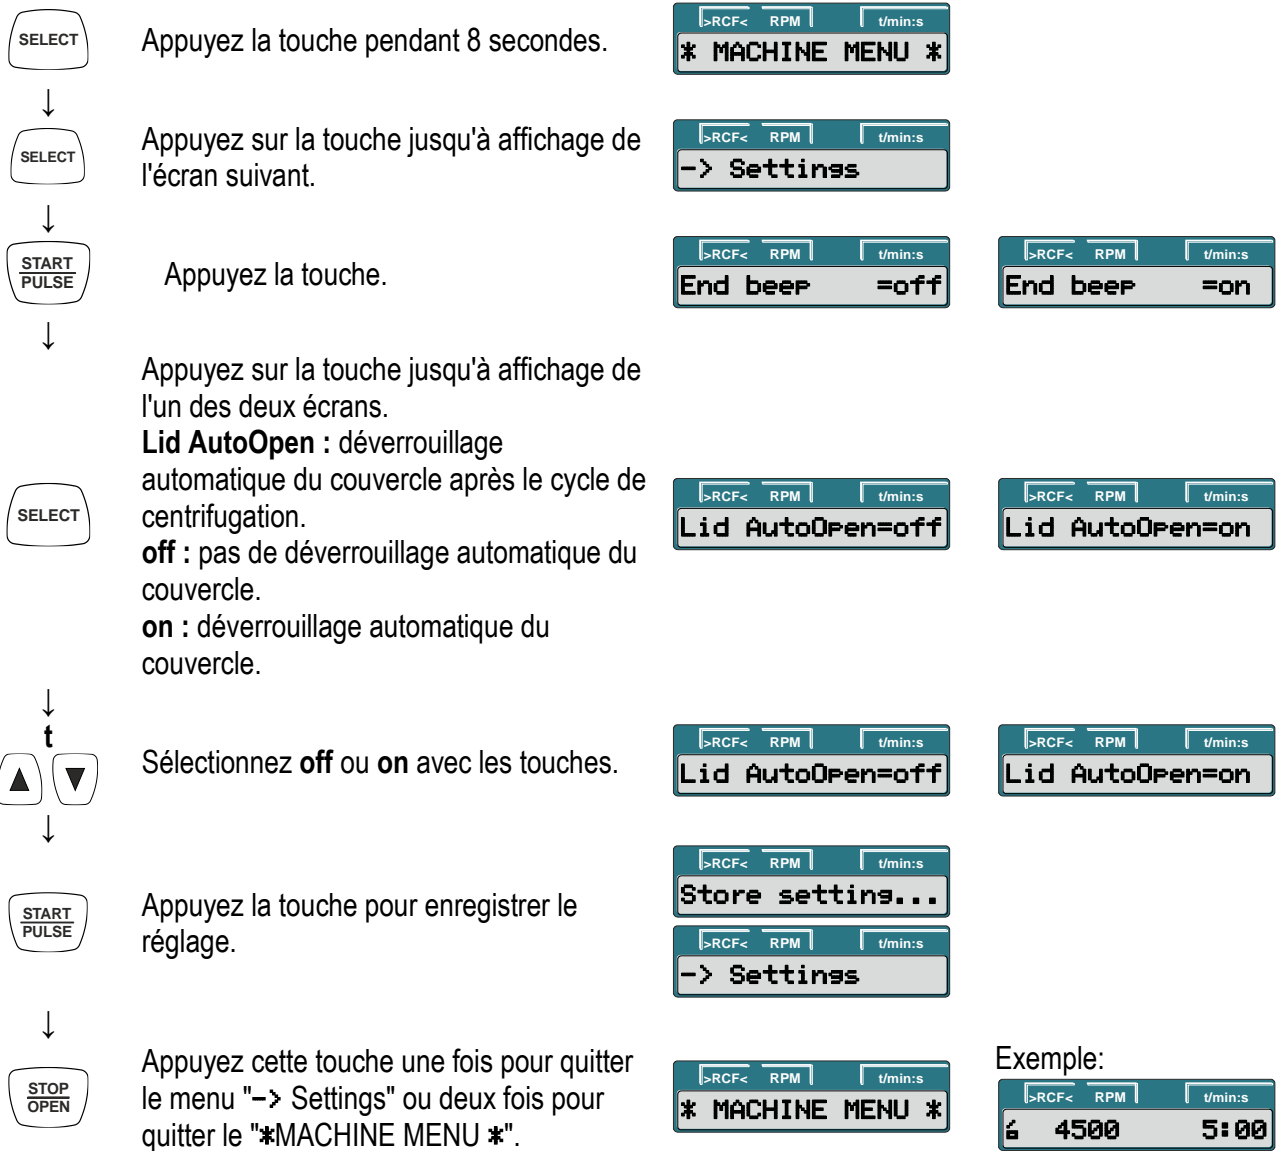 SELECT
Appuyez la touche pendant 8 secondes.
>RCF< RPM t/min:s
* MACHINE MENU *
↓
SELECT
Appuyez sur la touche jusqu'à affichage de
l'écran suivant.
>RCF< RPM t/min:s
-> Settings
↓
START
PULSE
Appuyez la touche.
>RCF< RPM t/min:s
End beep =off
>RCF< RPM t/min:s
End beep =on
↓
SELECT
Appuyez sur la touche jusqu'à affichage de
l'un des deux écrans.
Lid AutoOpen : déverrouillage
automatique du couvercle après le cycle de
centrifugation.
off : pas de déverrouillage automatique du
couvercle.
on : déverrouillage automatique du
couvercle.
>RCF< RPM t/min:s
Lid AutoOpen=off
>RCF< RPM t/min:s
Lid AutoOpen=on
↓
t
▲ ▼
Sélectionnez off ou on avec les touches.
>RCF< RPM t/min:s
Lid AutoOpen=off
>RCF< RPM t/min:s
Lid AutoOpen=on
↓
START
PULSE
Appuyez la touche pour enregistrer le
réglage.
>RCF< RPM t/min:s
Store setting...
>RCF< RPM t/min:s
-> Settings
↓
STOP
OPEN
Appuyez cette touche une fois pour quitter
le menu "-> Settings" ou deux fois pour
quitter le "*MACHINE MENU *".
>RCF< RPM t/min:s
* MACHINE MENU *
Exemple:
>RCF< RPM t/min:s
4500 5:00